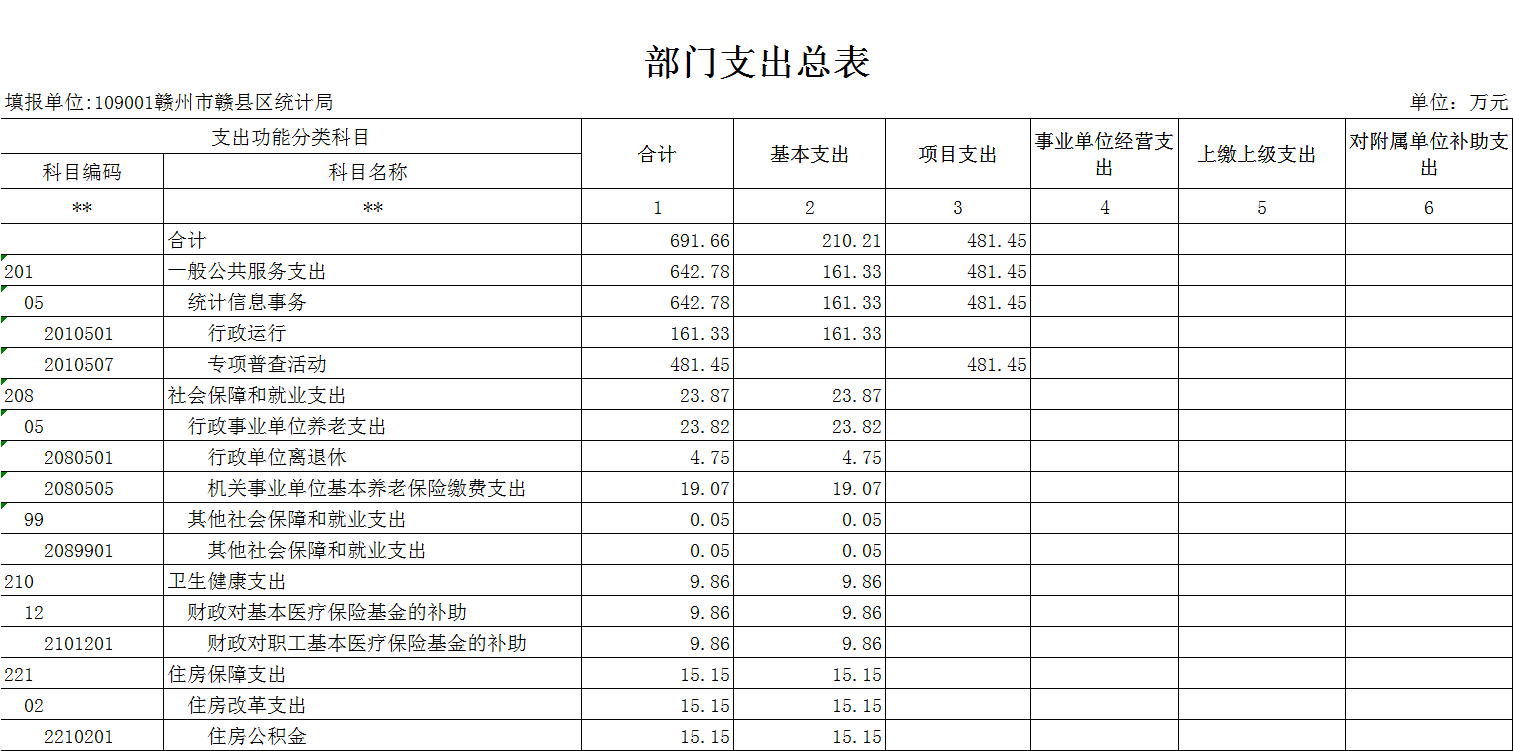 部门支出总表
填报单位:109001赣州市赣县区统计局 单位：万元
支出功能分类科目 合计 基本支出 项目支出 事业单位经营支出 上缴上级支出 对附属单位补助支出
科目编码 科目名称
** ** 1 2 3 4 5 6
合计 691.66 210.21 481.45
201 一般公共服务支出 642.78 161.33 481.45
05 统计信息事务 642.78 161.33 481.45
2010501 行政运行 161.33 161.33
2010507 专项普查活动 481.45 481.45
208 社会保障和就业支出 23.87 23.87
05 行政事业单位养老支出 23.82 23.82
2080501 行政单位离退休 4.75 4.75
2080505 机关事业单位基本养老保险缴费支出 19.07 19.07
99 其他社会保障和就业支出 0.05 0.05
2089901 其他社会保障和就业支出 0.05 0.05
210 卫生健康支出 9.86 9.86
12 财政对基本医疗保险基金的补助 9.86 9.86
2101201 财政对职工基本医疗保险基金的补助 9.86 9.86
221 住房保障支出 15.15 15.15
02 住房改革支出 15.15 15.15
2210201 住房公积金 15.15 15.15